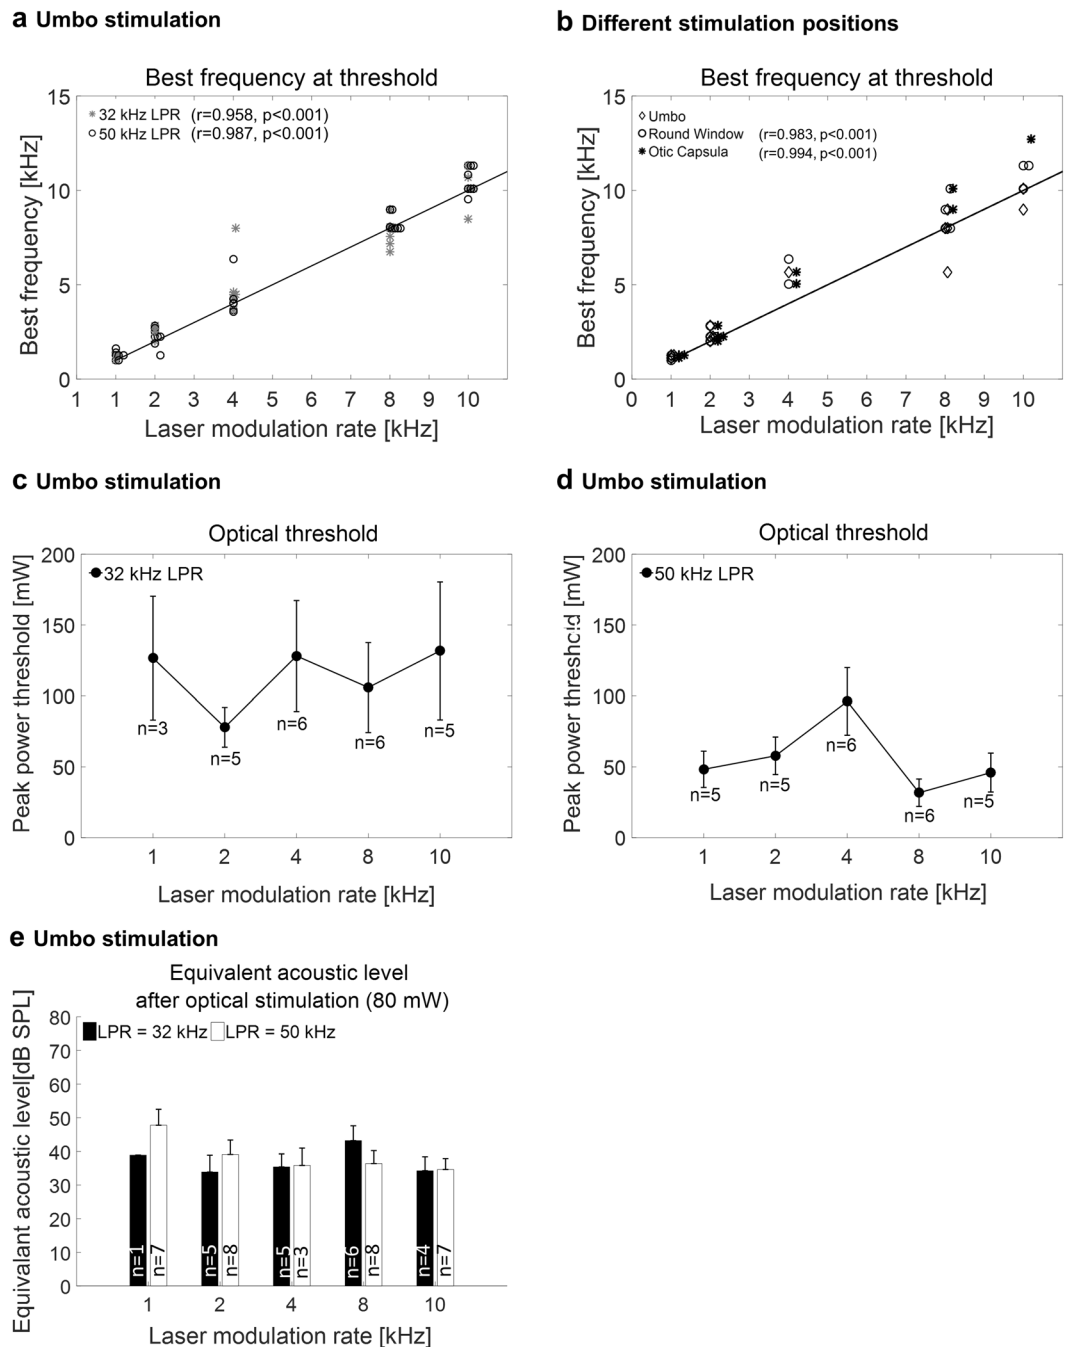 a Umbo stimulation
Best frequency at threshold
32 kHz LPR (r=0.958, p<0.001)
50 kHz LPR (r=0.987, p<0.001)
Best frequency [kHz]
15
10
5
0
1 1 2 3 4 5 6 7 8 9 10
Laser modulation rate [kHz]
b Different stimulation positions
Best frequency at threshold
Umbo
Round Window (r=0.983, p<0.001)
Otic Capsula (r=0.994, p<0.001)
Best frequency [kHz]
15
10
5
0
0 1 2 3 4 5 6 7 8 9 10
Laser modulation rate [kHz]
c Umbo stimulation
Optical threshold
32 kHz LPR
Peak power threshold [mW]
200
150
100
50
0
n=3
n=5
n=6
n=6
n=5
1 2 4 8 10
Laser modulation rate [kHz]
d Umbo stimulation
Optical threshold
50 kHz LPR
Peak power threshold [mW]
200
150
100
50
0
n=5
n=5
n=6
n=6
n=5
1 2 4 8 10
Laser modulation rate [kHz]
e Umbo stimulation
Equivalent acoustic level
after optical stimulation (80 mW)
LPR = 32 kHz LPR = 50 kHz
Equivalant acoustic level[dB SPL]
80
70
60
50
40
30
20
10
0
n=1
n=7
n=5
n=8
n=5
n=3
n=6
n=8
n=4
n=7
1 2 4 8 10
Laser modulation rate [kHz]